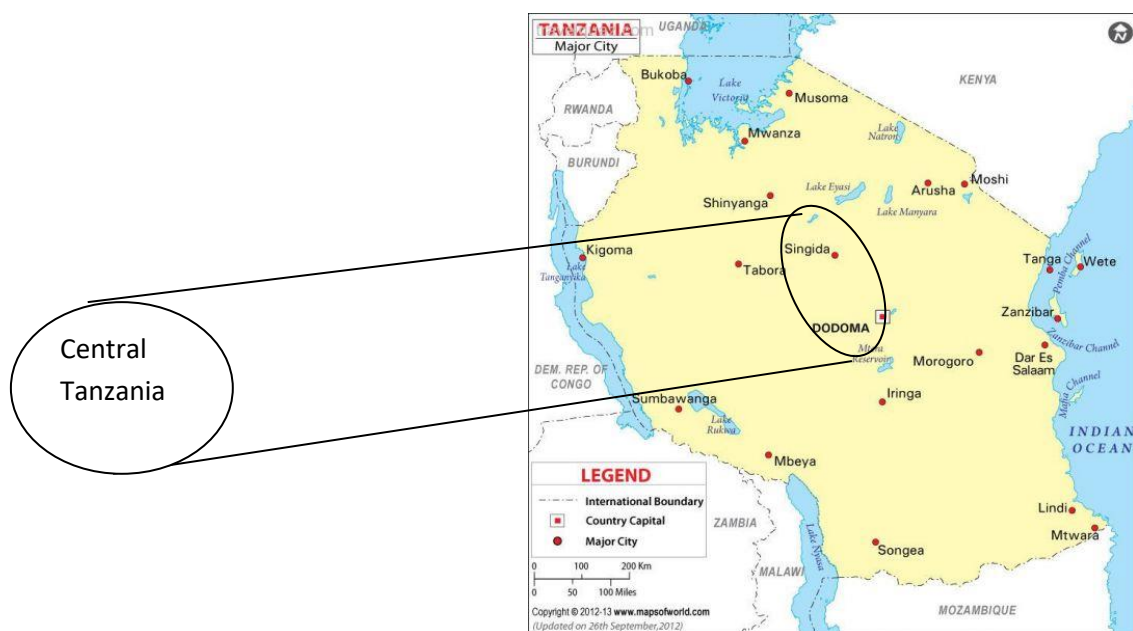 TANZANIA
Major City
UGANDA
KENYA
RWANDA
BURUNDI
Bukoba
Lake
Victoria
Musoma
Mwanza
Lake
Natron
N
Shinyanga
Lake Eyasi
Lake Manyara
Arusha
Moshi
Kigoma
Lake
Tanganyika
Tabora
Singida
Tanga
Pemba Channel
Wete
DODOMA
Zanzibar
Zanzibar Channel
Mtera
Reservoir
Morogoro
Dar Es
Salaam
Mafia Channel
Central
Tanzania
DEM. REP. OF
CONGO
Sumbawanga
Lake
Rukwa
Iringa
INDIAN
OCEAN
Mbeya
LEGEND
International Boundary
Country Capital
Major City
0 100 200 Km
0 50 100 Miles
ZAMBIA
Lake Nyasa
MALAWI
Songea
Lindi
Mtwara
MOZAMBIQUE
Copyright © 2012-13 www.mapsofworld.com
(Updated on 26th September,2012)